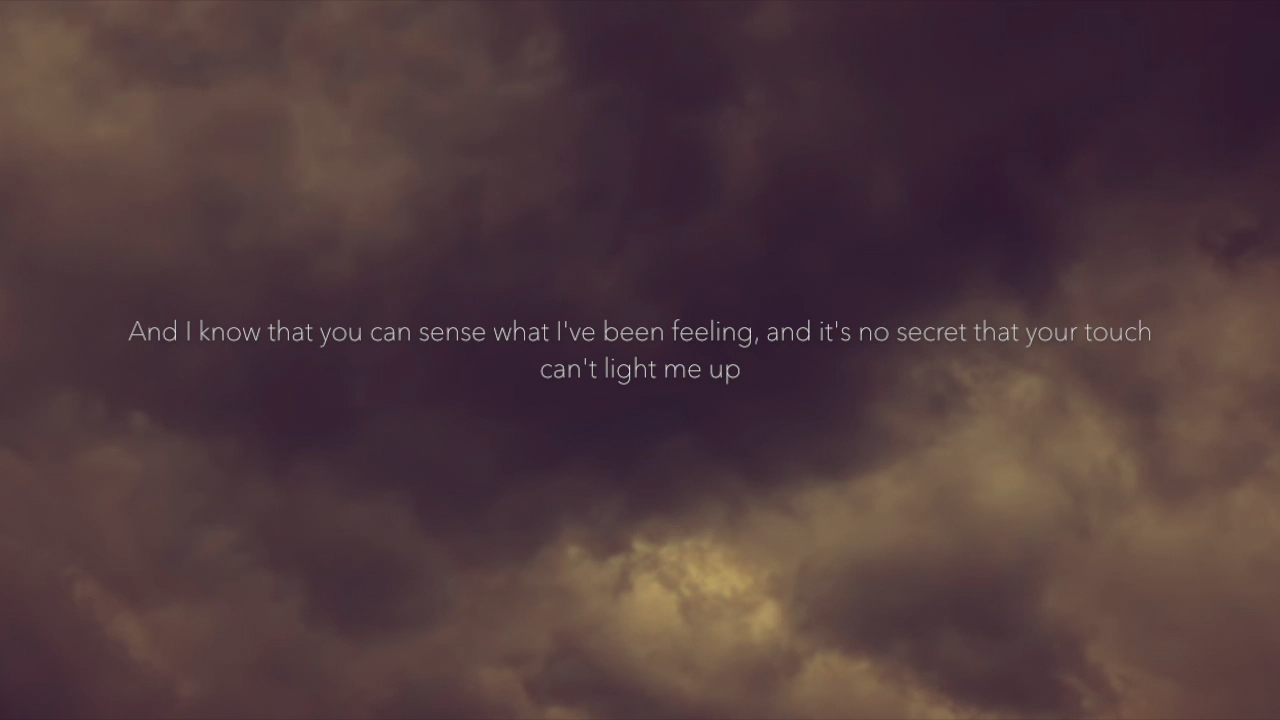 And I know that you can sense what I've been feeling, and it's no secret that your touch
can't light me up